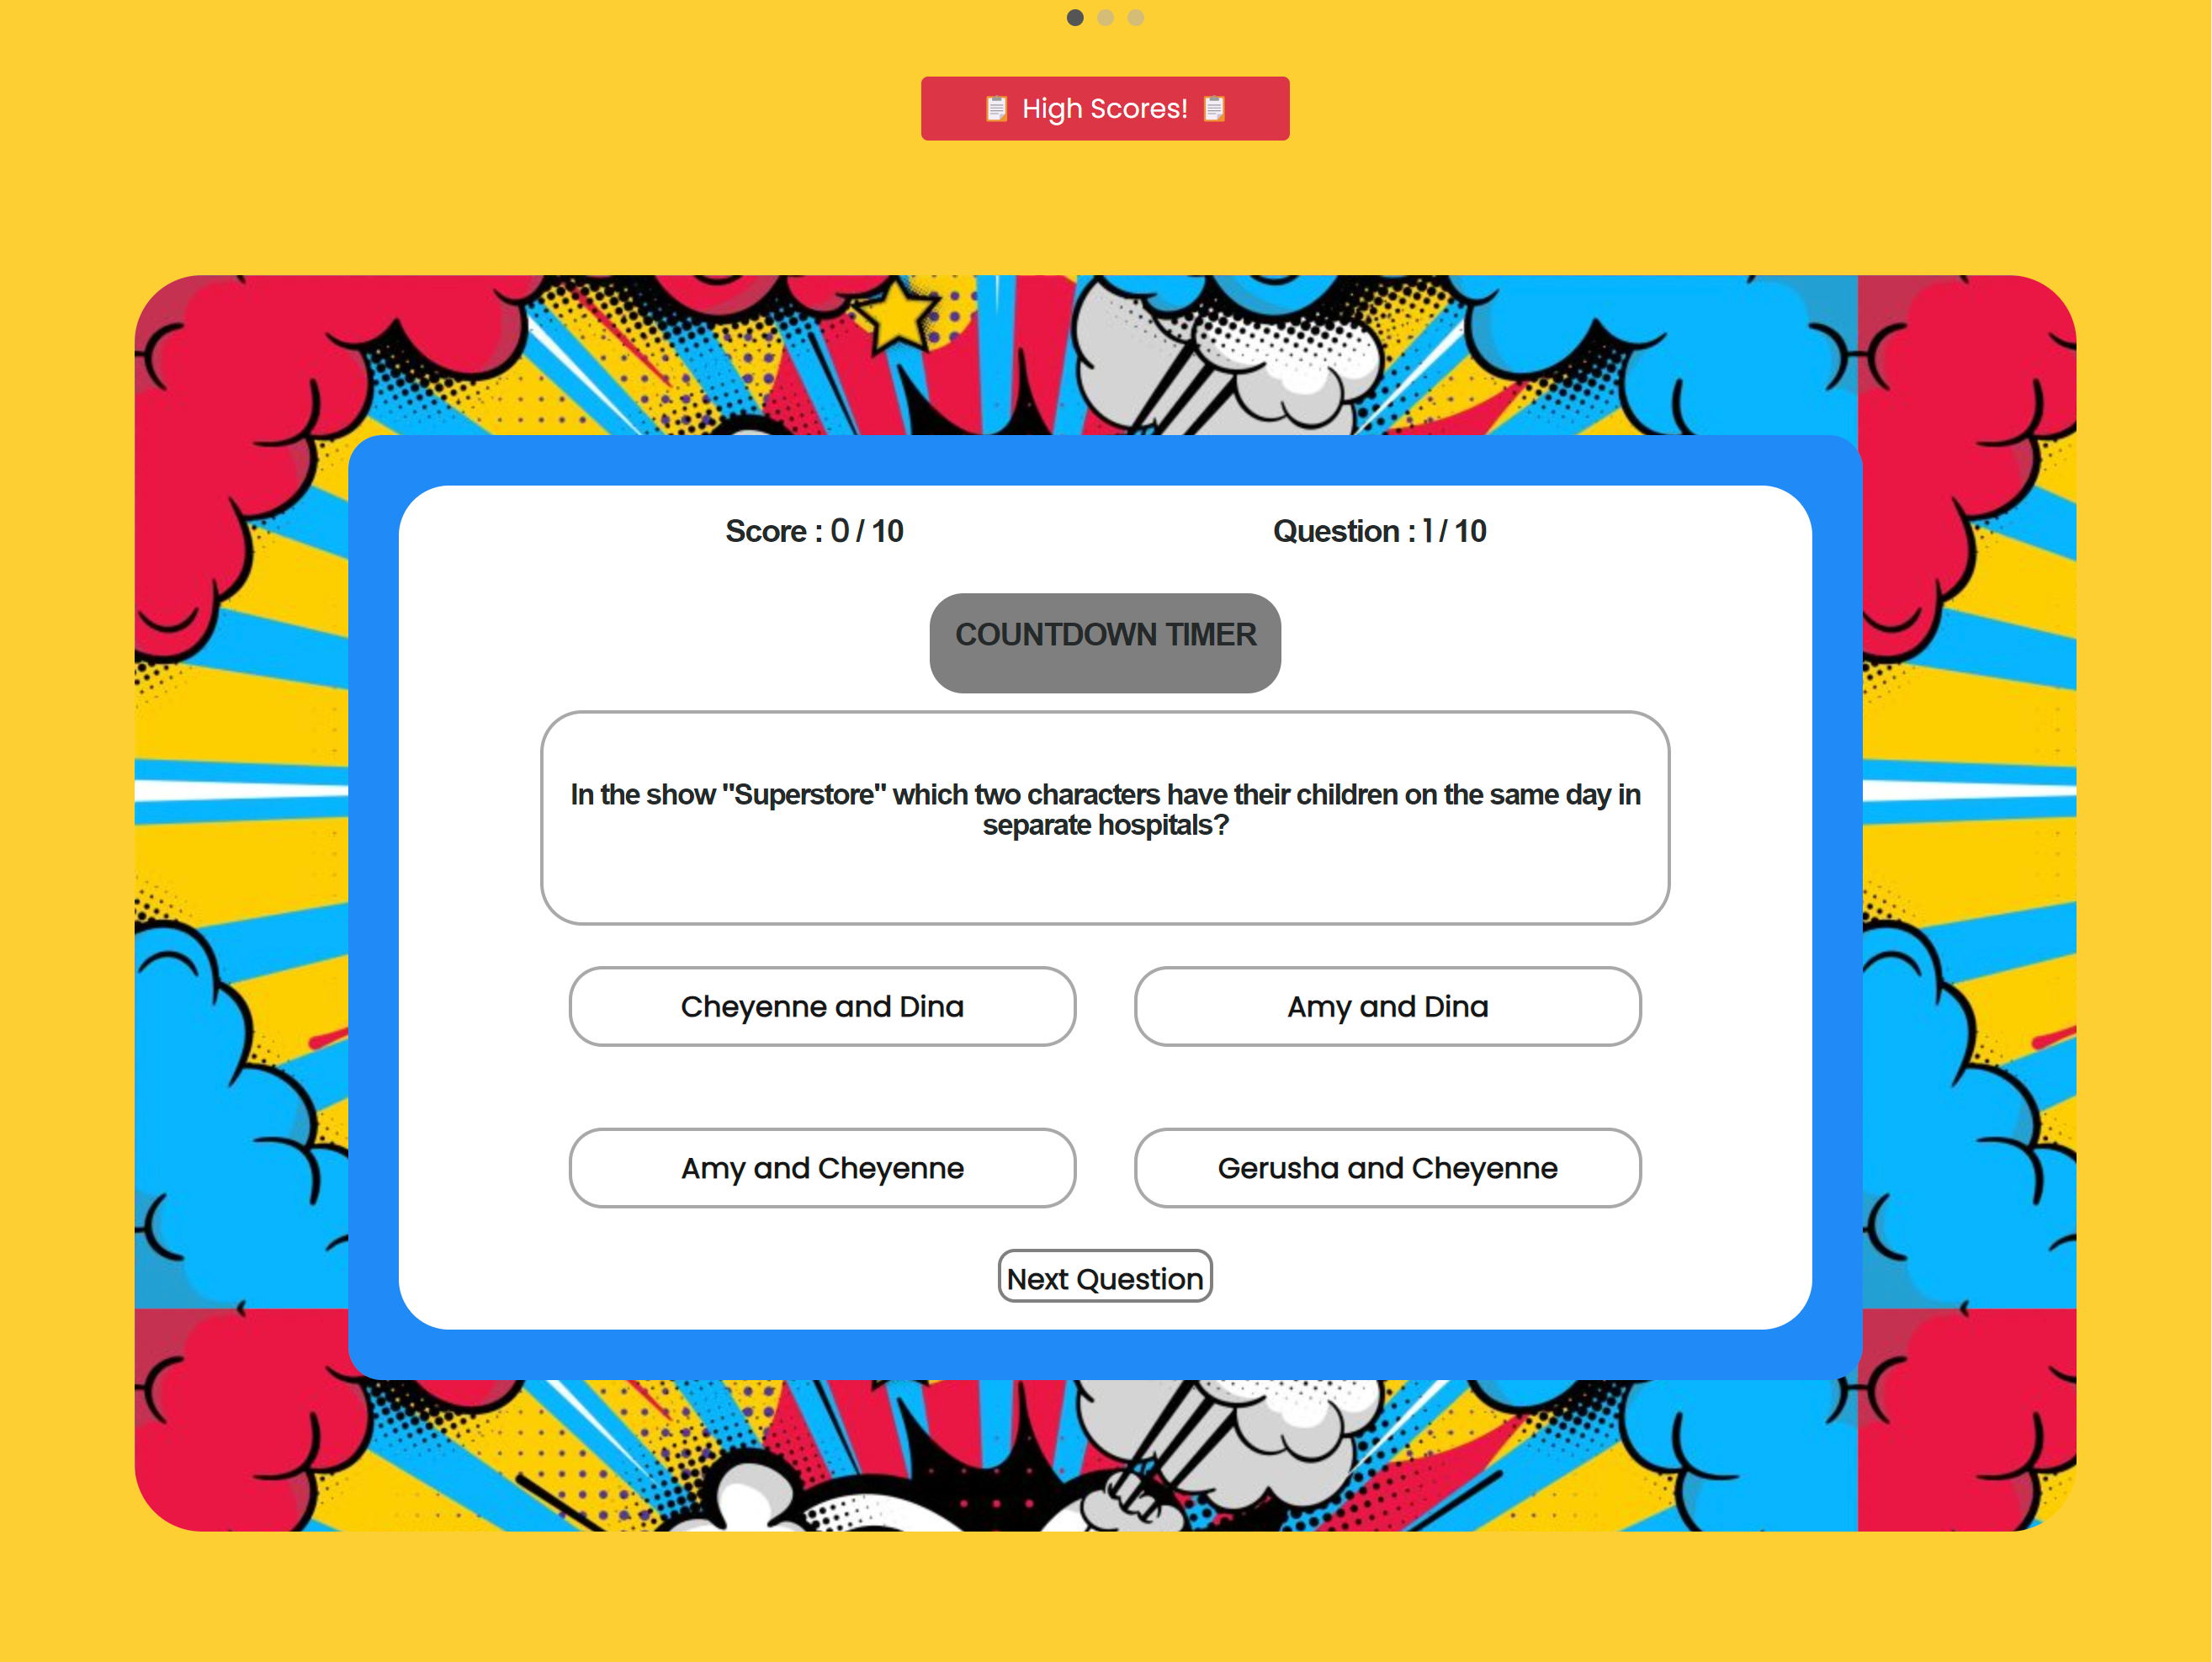 📋 High Scores! 📋
Score : 0 / 10
Question : 1 / 10
COUNTDOWN TIMER
In the show "Superstore" which two characters have their children on the same day in
separate hospitals?
Cheyenne and Dina
Amy and Dina
Amy and Cheyenne
Gerusha and Cheyenne
Next Question